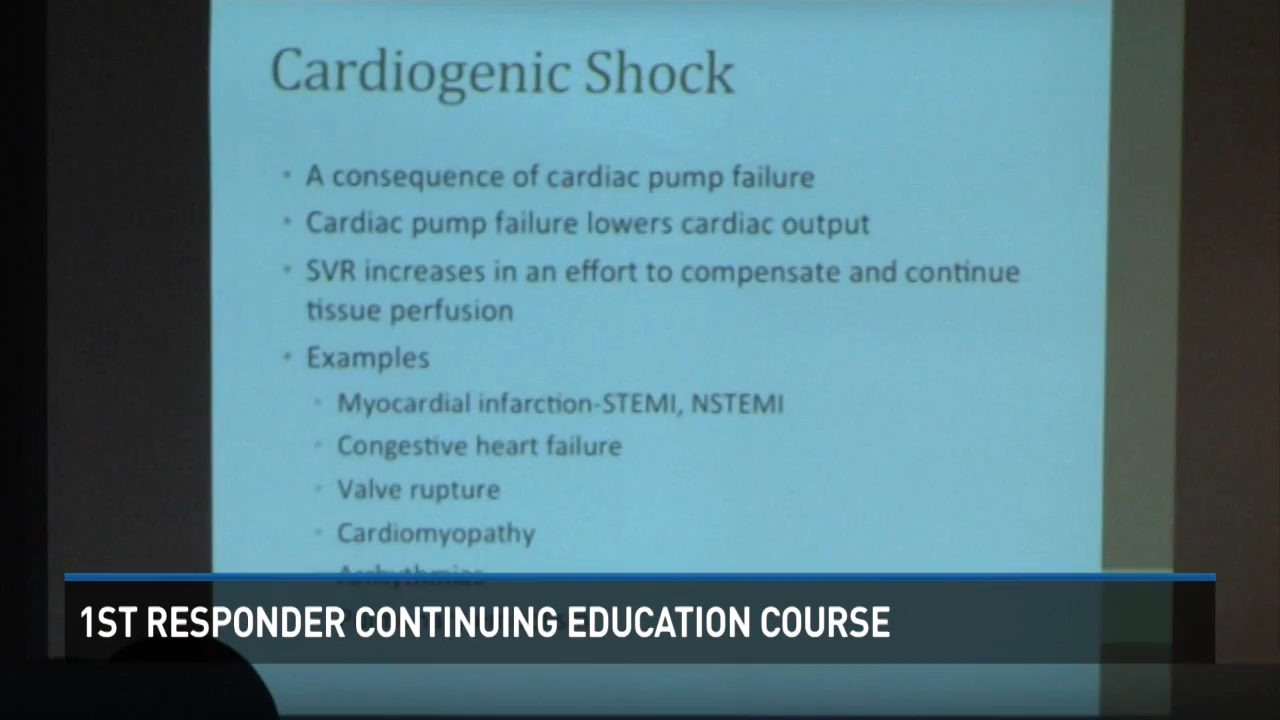 Cardiogenic Shock
• A consequence of cardiac pump failure
• Cardiac pump failure lowers cardiac output
• SVR increases in an effort to compensate and continue
tissue perfusion
• Examples
• Myocardial infarction-STEMI, NSTEMI
• Congestive heart failure
• Valve rupture
• Cardiomyopathy
• Arrhythmias
1ST RESPONDER CONTINUING EDUCATION COURSE